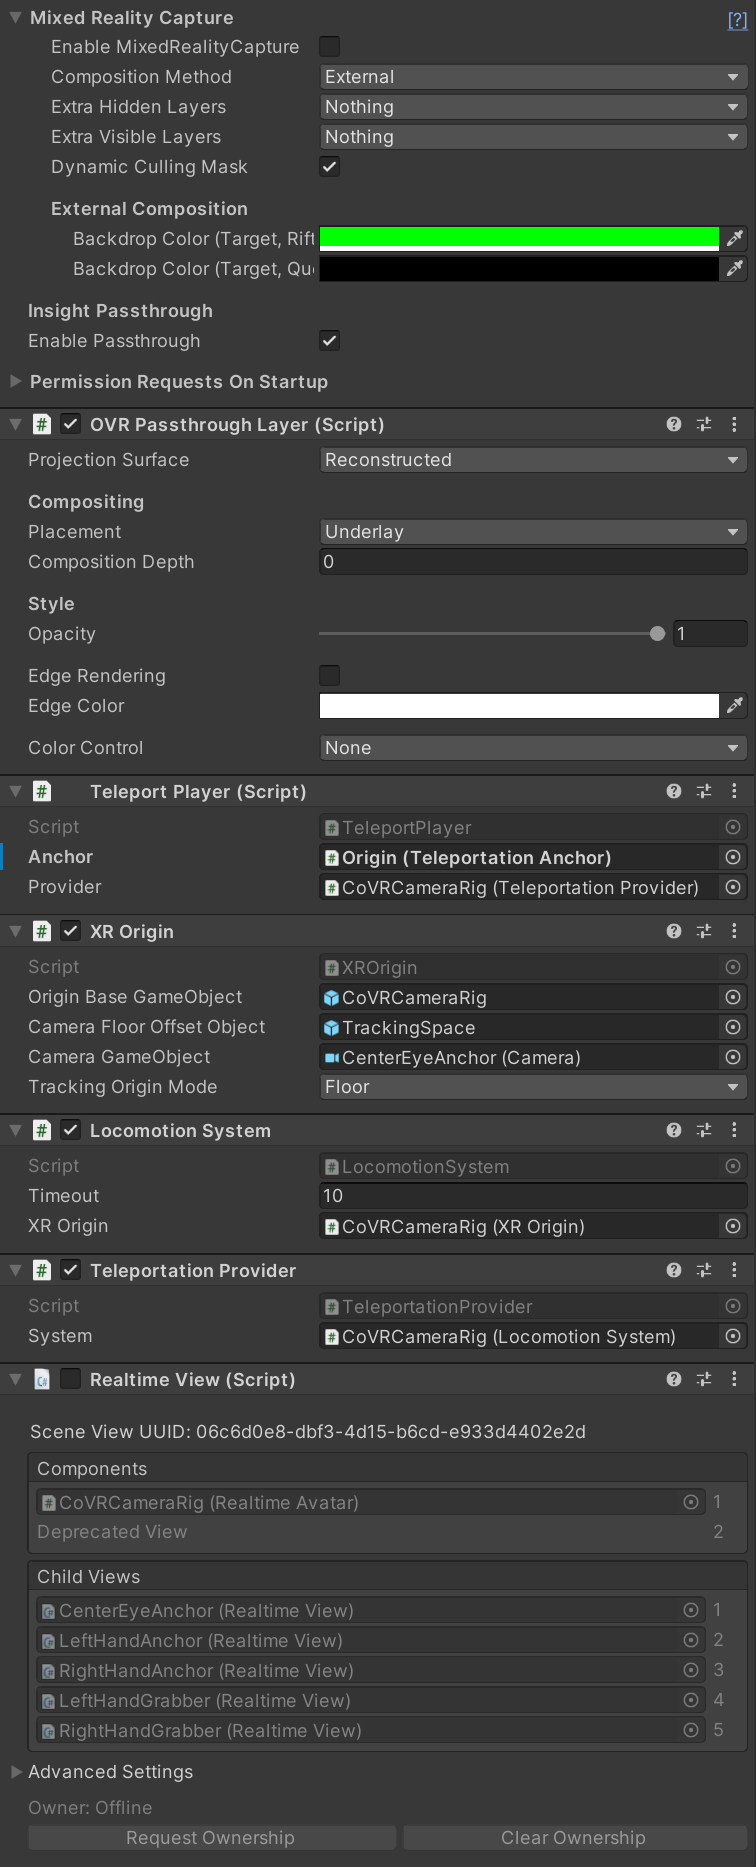 Mixed Reality Capture [?]
Enable MixedRealityCapture
Composition Method External
Extra Hidden Layers Nothing
Extra Visible Layers Nothing
Dynamic Culling Mask
External Composition
Backdrop Color (Target, Rift
Backdrop Color (Target, Que
Insight Passthrough
Enable Passthrough
Permission Requests On Startup
# OVR Passthrough Layer (Script)
Projection Surface Reconstructed
Compositing
Placement Underlay
Composition Depth 0
Style
Opacity 1
Edge Rendering
Edge Color
Color Control None
# Teleport Player (Script)
Script # TeleportPlayer
Anchor # Origin (Teleportation Anchor)
Provider # CoVRCameraRig (Teleportation Provider)
# XR Origin
Script # XROrigin
Origin Base GameObject CoVRCameraRig
Camera Floor Offset Object TrackingSpace
Camera GameObject CenterEyeAnchor (Camera)
Tracking Origin Mode Floor
# Locomotion System
Script # LocomotionSystem
Timeout 10
XR Origin # CoVRCameraRig (XR Origin)
# Teleportation Provider
Script # TeleportationProvider
System # CoVRCameraRig (Locomotion System)
C# Realtime View (Script)
Scene View UUID: 06c6d0e8-dbf3-4d15-b6cd-e933d4402e2d
Components
# CoVRCameraRig (Realtime Avatar) 1
Deprecated View 2
Child Views
CenterEyeAnchor (Realtime View) 1
LeftHandAnchor (Realtime View) 2
RightHandAnchor (Realtime View) 3
LeftHandGrabber (Realtime View) 4
RightHandGrabber (Realtime View) 5
Advanced Settings
Owner: Offline
Request Ownership Clear Ownership